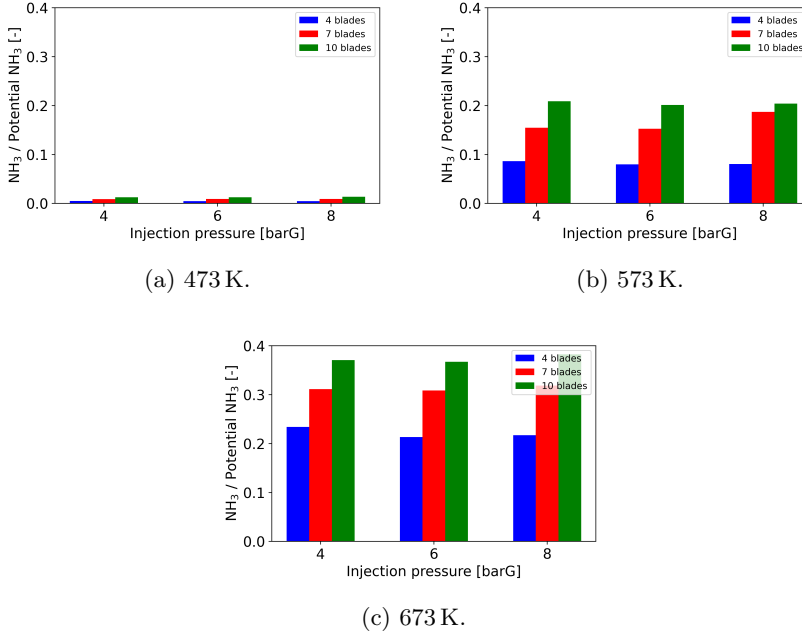 0.4
0.3
0.2
0.1
0.0
NH₃ / Potential NH₃ [-]
4 blades
7 blades
10 blades
4 6 8
Injection pressure [barG]
(a) 473 K.
0.4
0.3
0.2
0.1
0.0
NH₃ / Potential NH₃ [-]
4 blades
7 blades
10 blades
4 6 8
Injection pressure [barG]
(b) 573 K.
0.4
0.3
0.2
0.1
0.0
NH₃ / Potential NH₃ [-]
4 blades
7 blades
10 blades
4 6 8
Injection pressure [barG]
(c) 673 K.